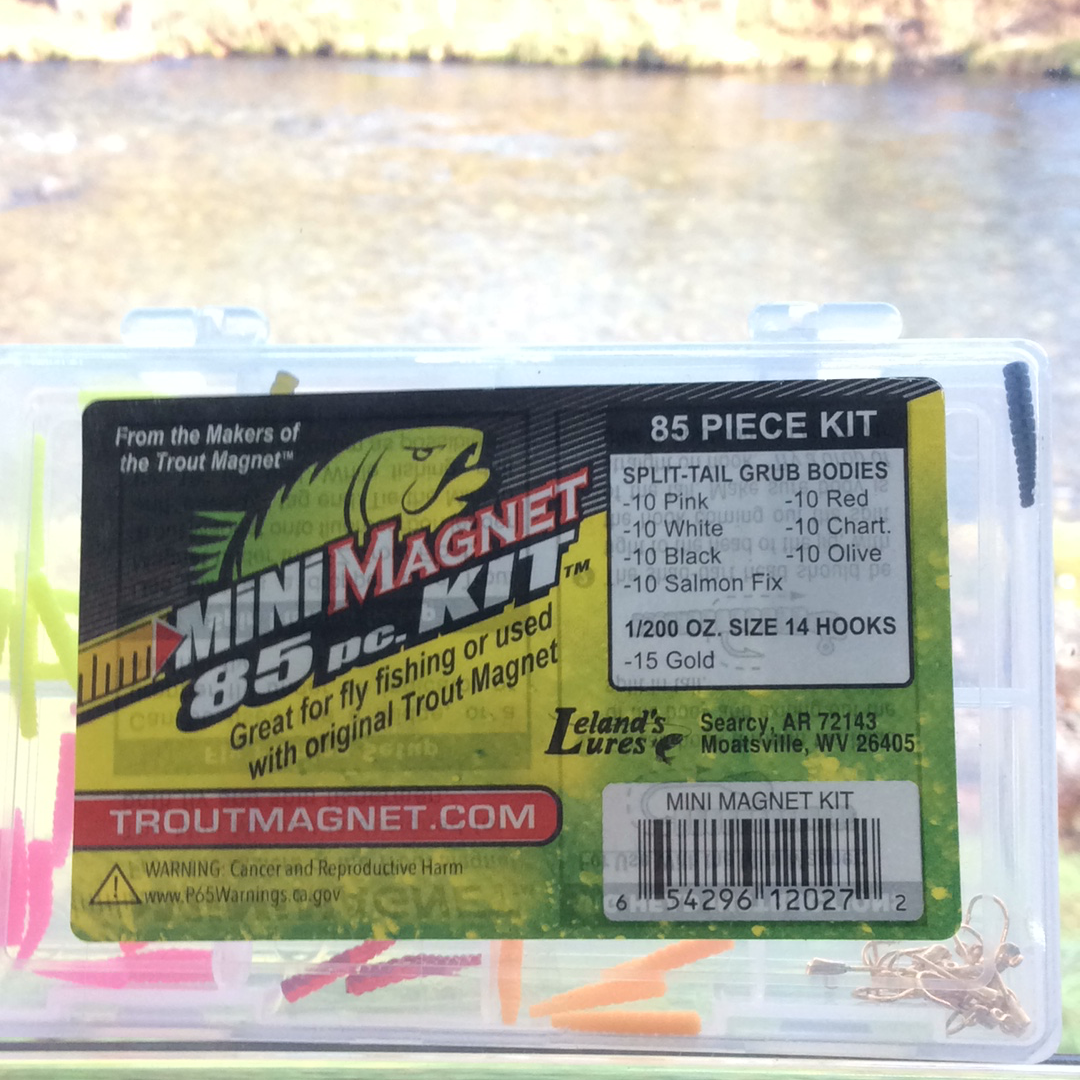 From the Makers of
the Trout Magnet™
MINI MAGNET
85 pc. KIT™
Great for fly fishing or used
with original Trout Magnet
TROUTMAGNET.COM
WARNING: Cancer and Reproductive Harm
www.P65Warnings.ca.gov
85 PIECE KIT
SPLIT-TAIL GRUB BODIES
-10 Pink -10 Red
-10 White -10 Chart.
-10 Black -10 Olive
-10 Salmon Fix
1/200 OZ. SIZE 14 HOOKS
-15 Gold
Leland's
Lures
Searcy, AR 72143
Moatsville, WV 26405
MINI MAGNET KIT
6 54296 12027 2